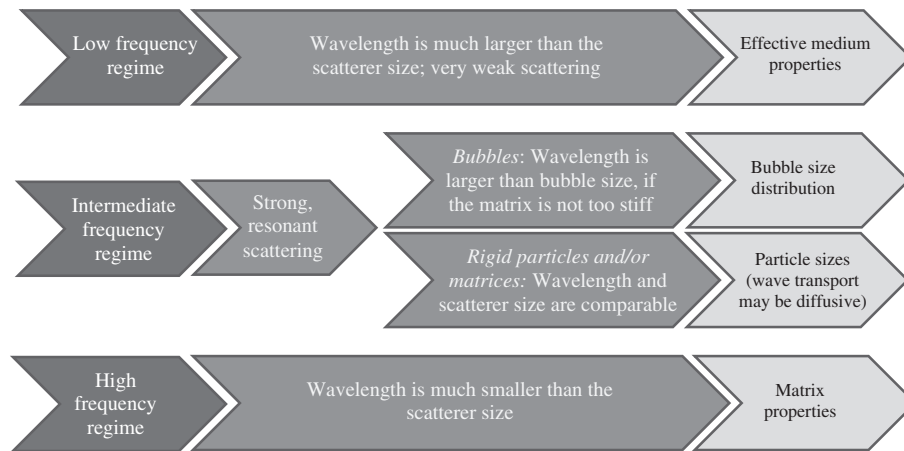 Low frequency
regime
Wavelength is much larger than the
scatterer size; very weak scattering
Effective medium
properties
Intermediate
frequency
regime
Strong,
resonant
scattering
Bubbles: Wavelength is
larger than bubble size, if
the matrix is not too stiff
Bubble size
distribution
Rigid particles and/or
matrices: Wavelength and
scatterer size are comparable
Particle sizes
(wave transport
may be diffusive)
High
frequency
regime
Wavelength is much smaller than the
scatterer size
Matrix
properties